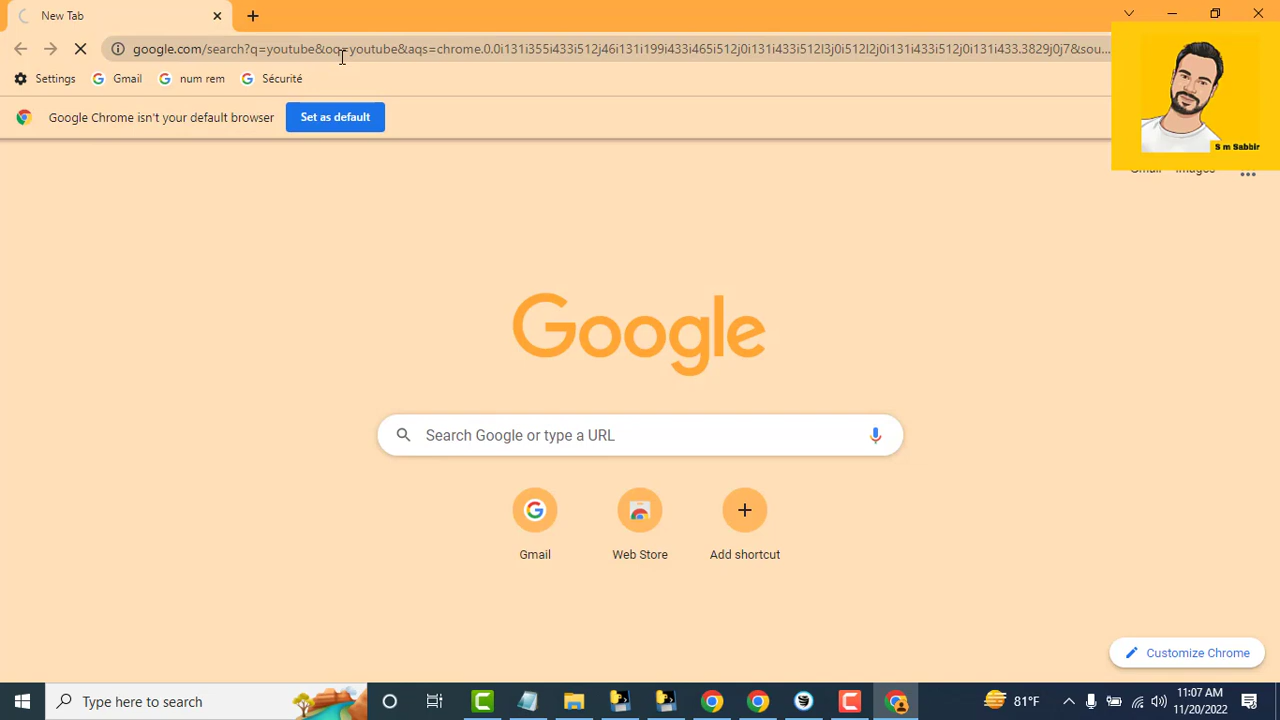 New Tab
google.com/search?q=youtube&oq=youtube&aqs=chrome.0.0i131i355i433i512j46i131i199i433i465i512j0i131i433i512l3j0i512l2j0i131i433i512j0i131i433.3829j0j7&sou...
Settings
Gmail
num rem
Sécurité
Google Chrome isn't your default browser
Set as default
S m Sabbir
Gmail
Images
Google
Search Google or type a URL
Gmail
Web Store
Add shortcut
Customize Chrome
Type here to search
81°F
11:07 AM
11/20/2022